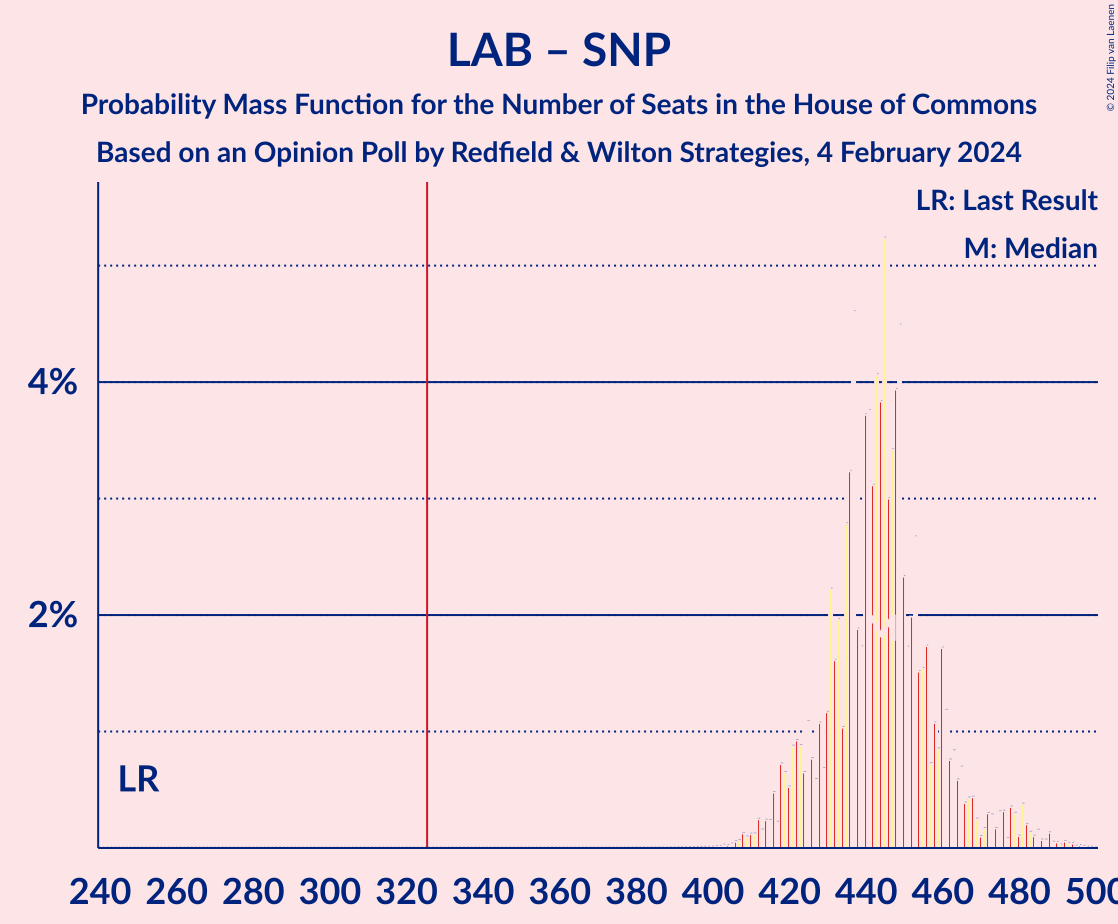 LAB – SNP
Probability Mass Function for the Number of Seats in the House of Commons
Based on an Opinion Poll by Redfield & Wilton Strategies, 4 February 2024
© 2024 Filip van Laenen
LR: Last Result
M: Median
4%
2%
LR
240 260 280 300 320 340 360 380 400 420 440 460 480 500